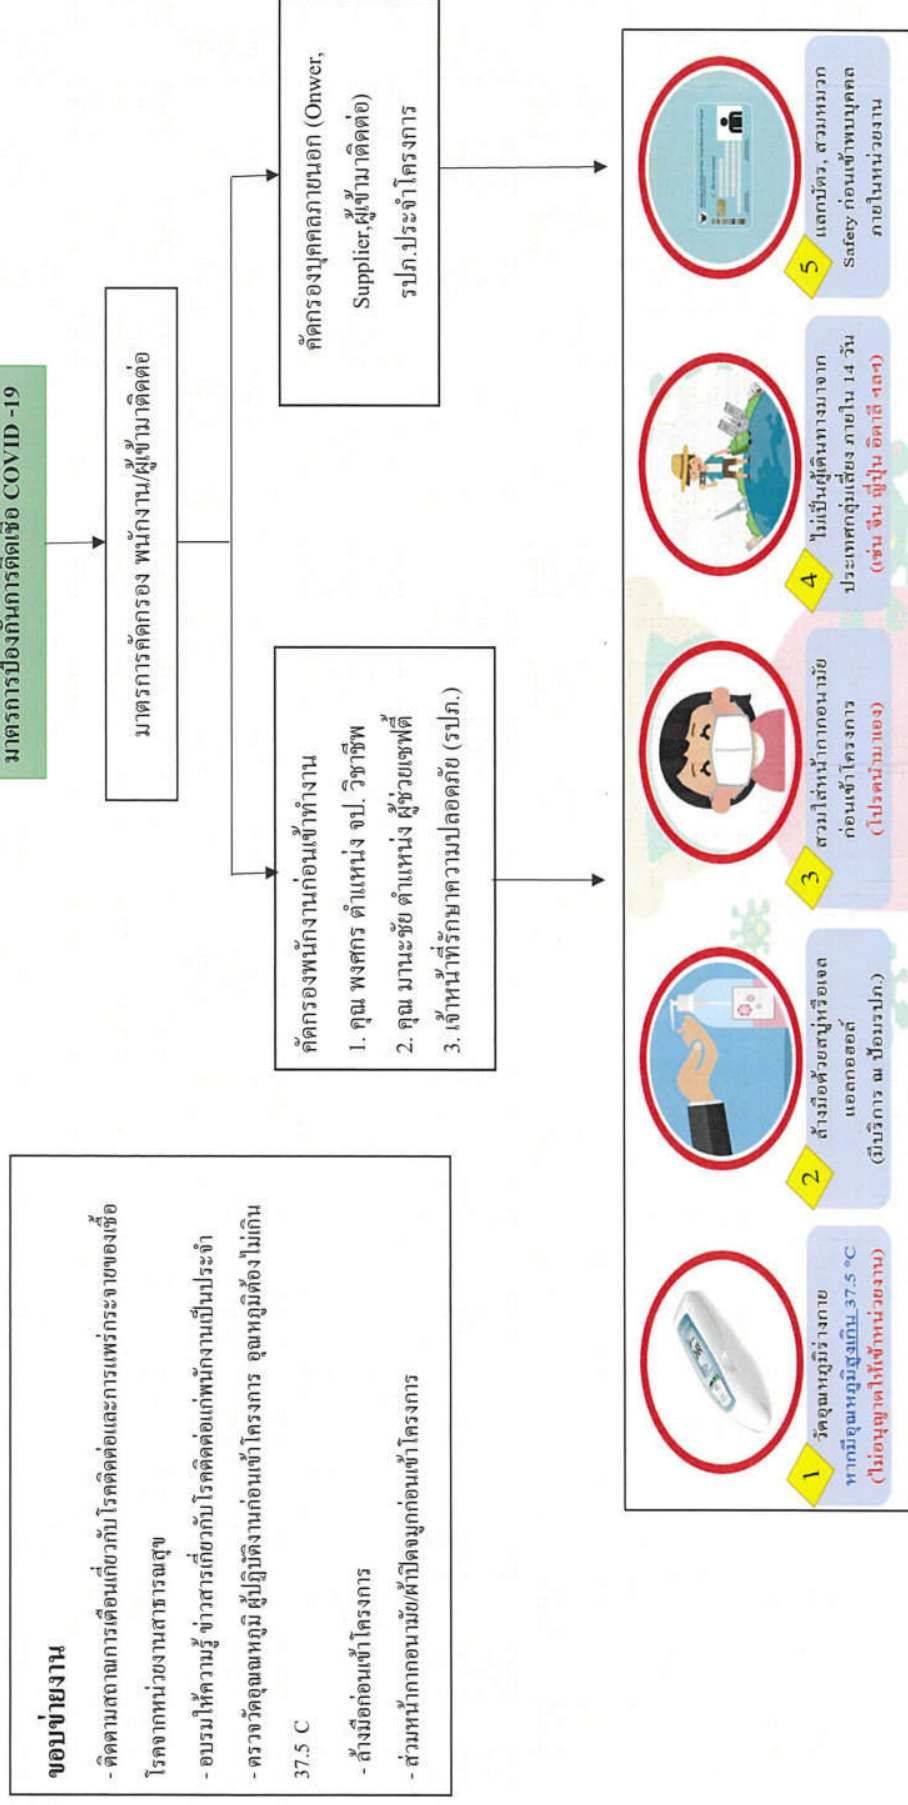 มาตรการป้องกันการติดเชื้อ COVID -19
มาตรการคัดกรอง พนักงาน/ผู้เข้ามาติดต่อ
ขอบข่ายงาน
- ติดตามสถาณการเตือนเกี่ยวกับโรคติดต่อและการแพร่กระจายของเชื้อ
โรคจากหน่วยงานสาธารณสุข
- อบรมให้ความรู้ ข่าวสารเกี่ยวกับโรคติดต่อแก่พนักงานเป็นประจำ
- ตรวจวัดอุณณหภูมิ ผู้ปฏิบัติงานก่อนเข้าโครงการ อุณหภูมิต้องไม่เกิน
37.5 C
- ล้างมือก่อนเข้าโครงการ
- ส่วมหน้ากากอนามัย/ผ้าปิดจมูกก่อนเข้าโครงการ
คัดกรองพนักงานก่อนเข้าทำงาน
1. คุณ พงศกร ตำแหน่ง จป. วิชาชีพ
2. คุณ มานะชัย ตำแหน่ง ผู้ช่วยเซฟตี้
3. เจ้าหน้าที่รักษาความปลอดภัย (รปภ.)
คัดกรองบุคคลภายนอก (Onwer,
Supplier,ผู้เข้ามาติดต่อ)
รปภ.ประจำโครงการ
1
วัดอุณหภูมิร่างกาย
หากมีอุณหภูมิสูงเกิน 37.5 °C
(ไม่อนุญาตให้เข้าหน่วยงาน)
2
ล้างมือด้วยสบู่หรือเจล
แอลกอฮอล์
(มีบริการ ณ ป้อมรปภ.)
3
สวมใส่หน้ากากอนามัย
ก่อนเข้าโครงการ
(โปรดนำมาเอง)
4
ไม่เป็นผู้เดินทางมาจาก
ประเทศกลุ่มเสี่ยง ภายใน 14 วัน
(เช่น จีน ญี่ปุ่น อิตาลี ฯลฯ)
5
แลกบัตร, สวมหมวก
Safety ก่อนเข้าพบบุคคล
ภายในหน่วยงาน